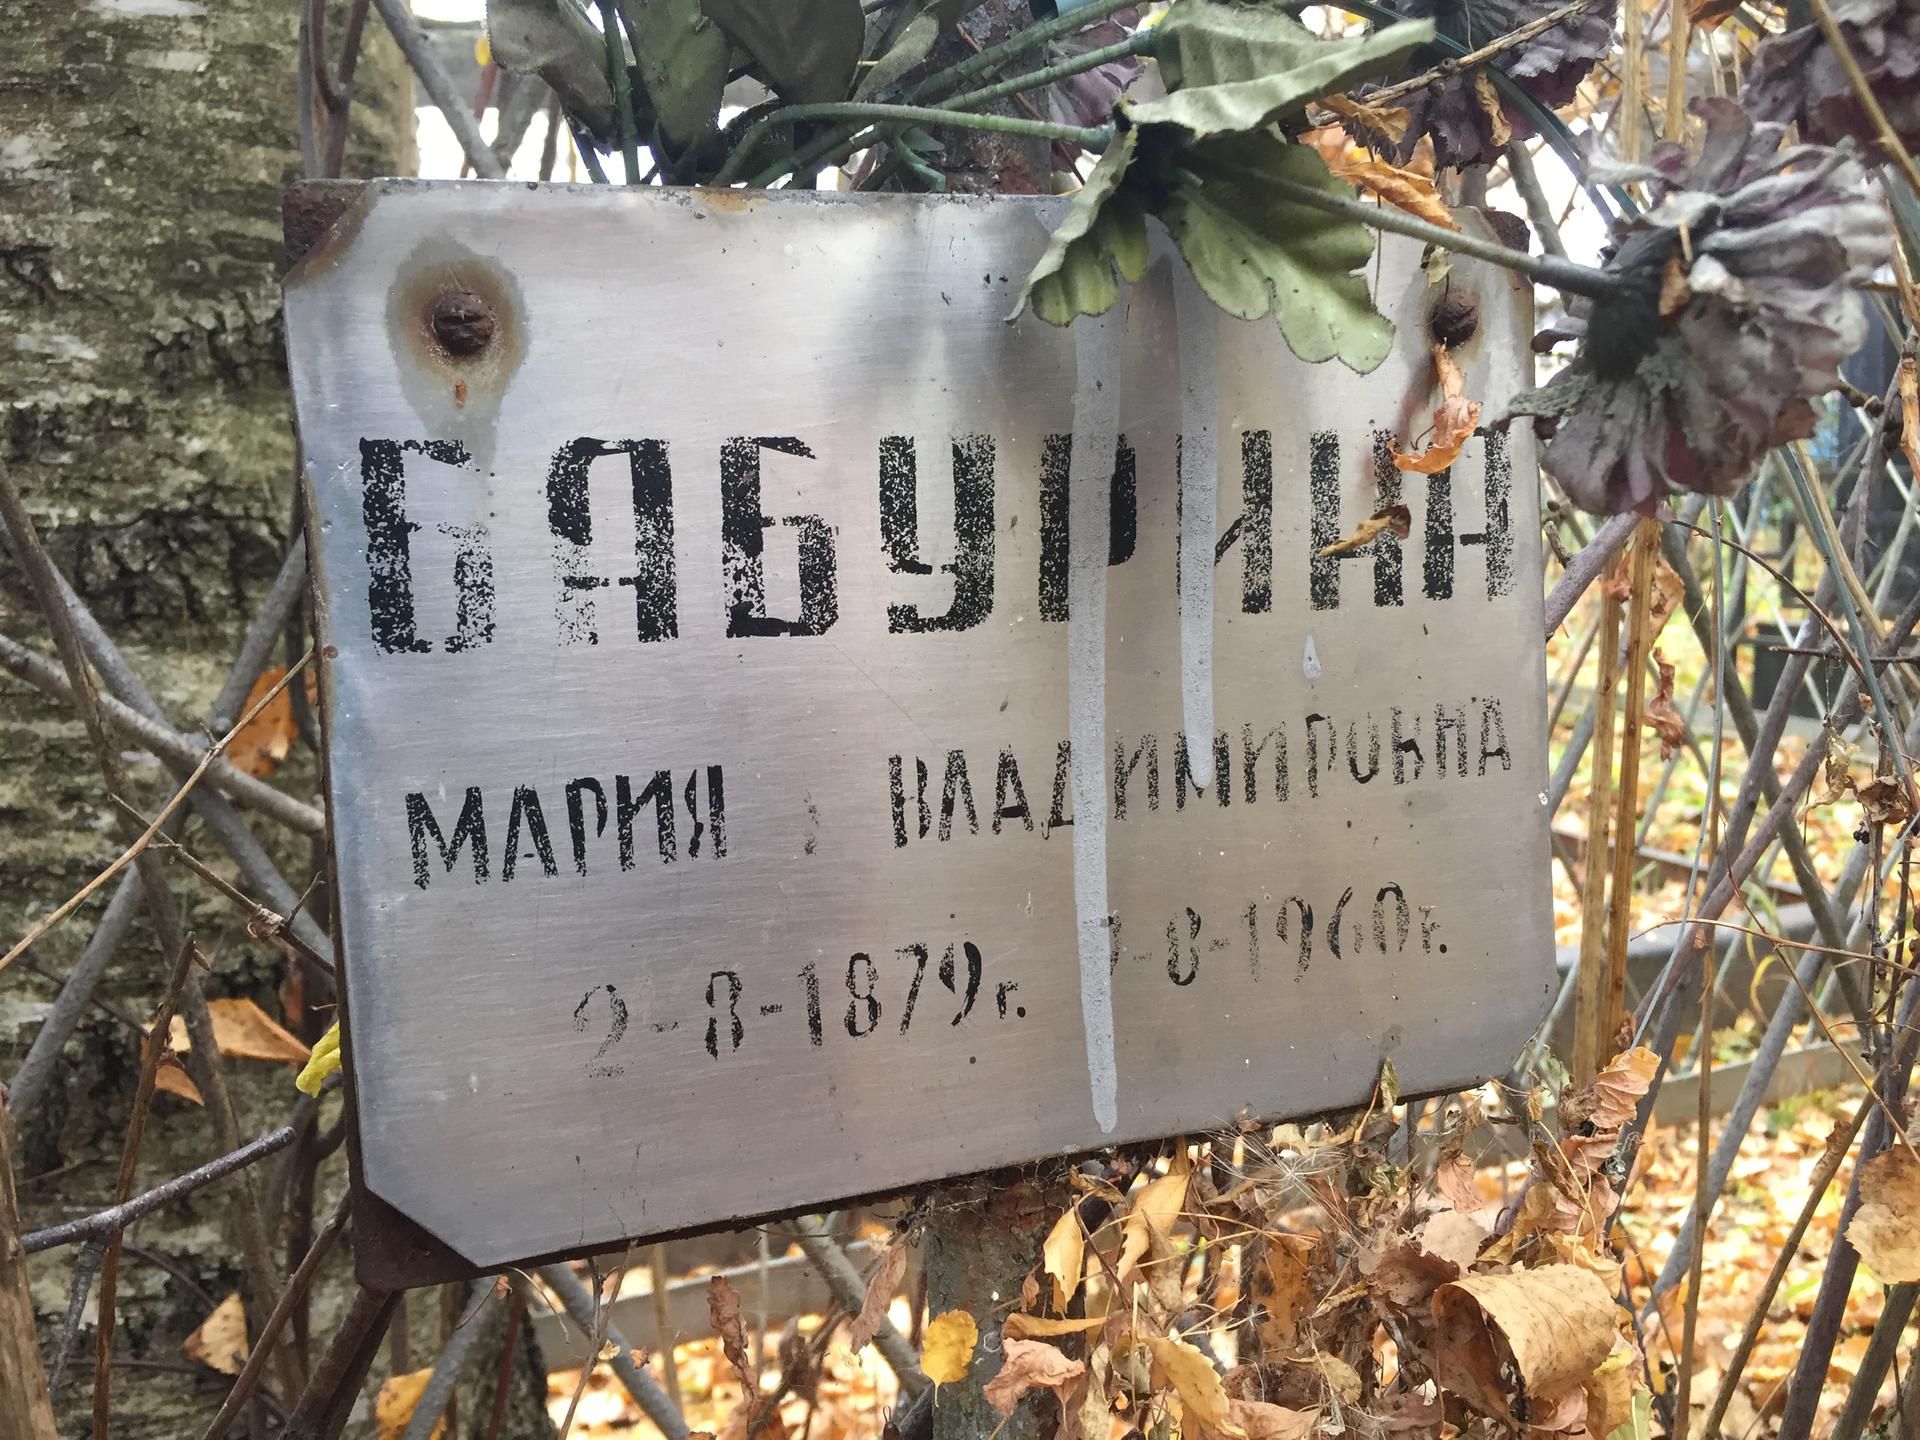 БАБУРИНА
МАРИЯ ВЛАДИМИРОВНА
2-8-1879г. -8-1960г.